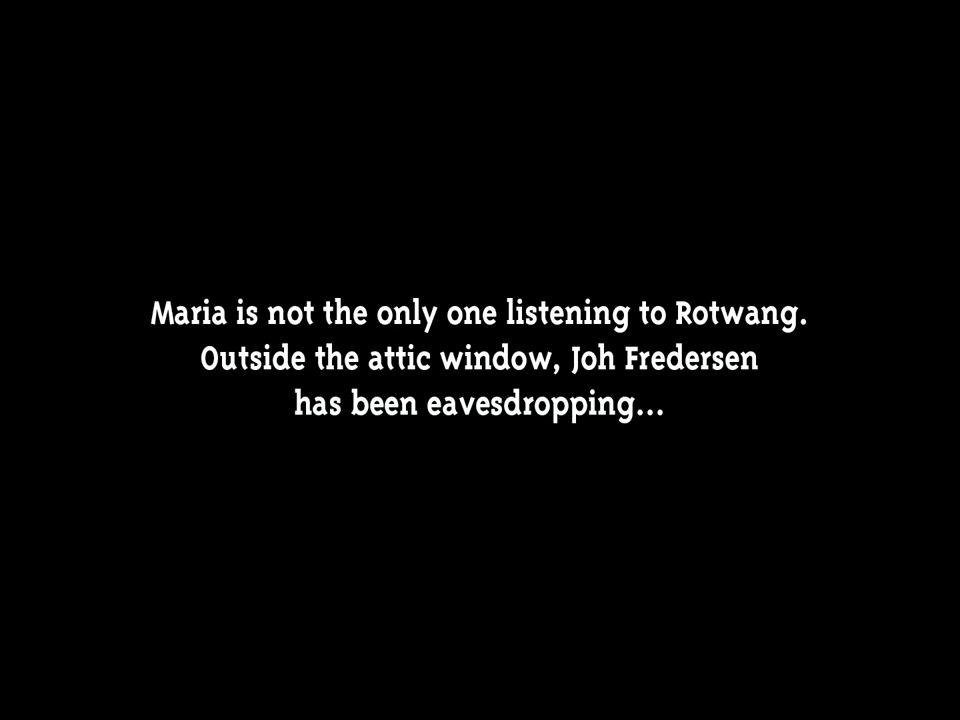 Maria is not the only one listening to Rotwang.
Outside the attic window, Joh Fredersen
has been eavesdropping...